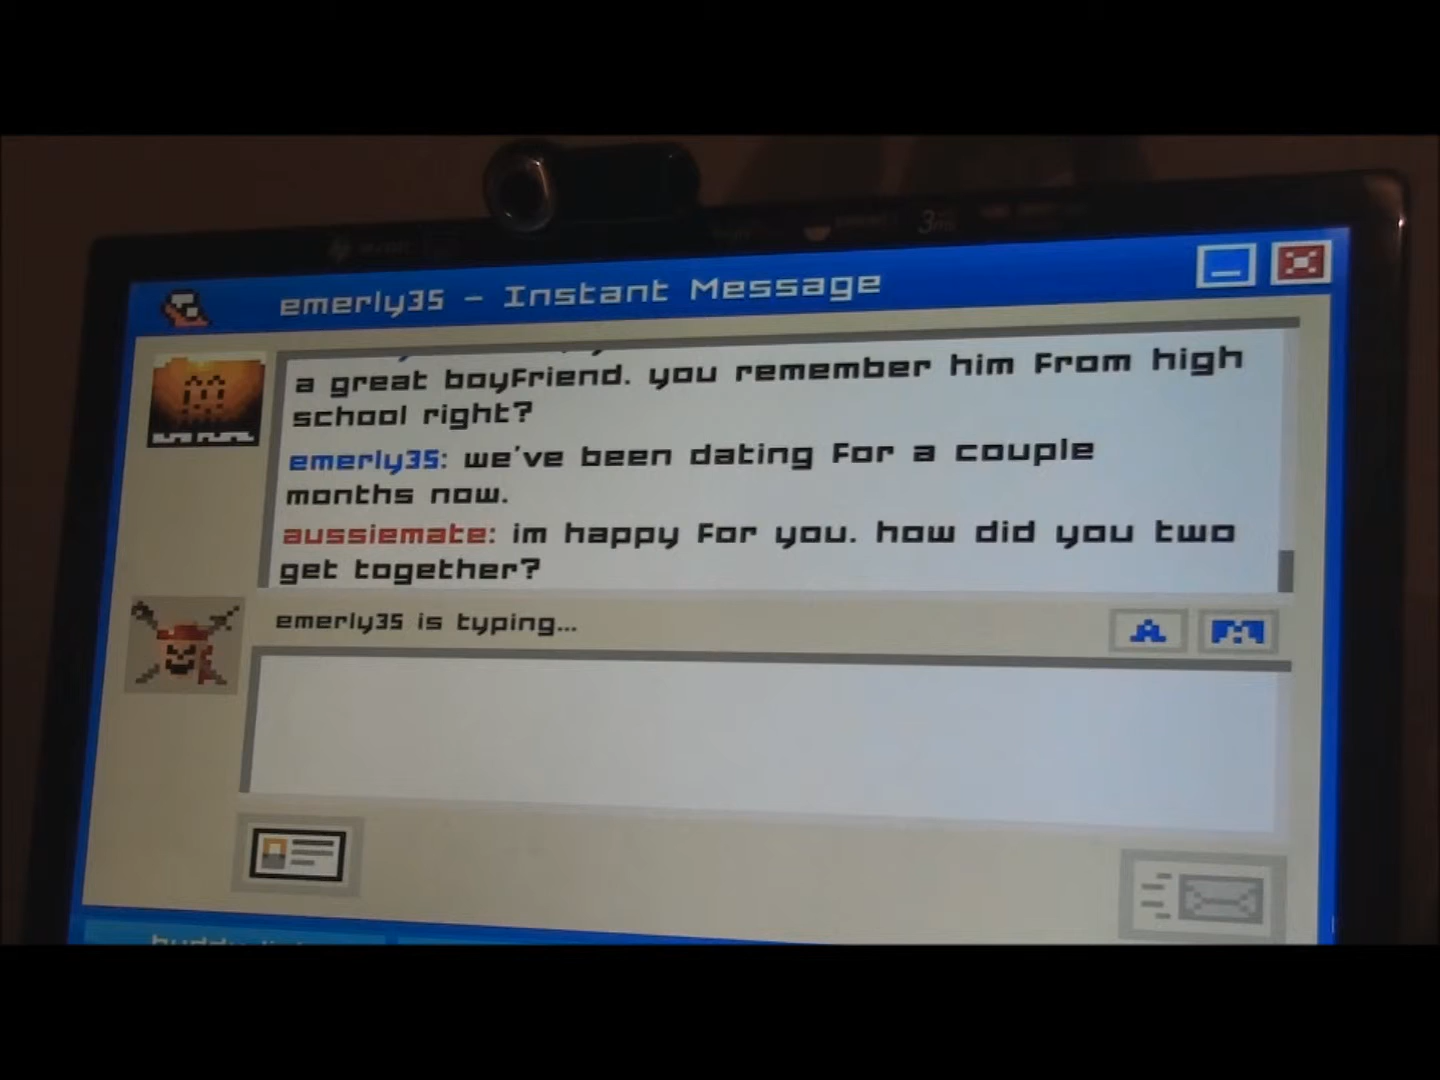 emerly35 - Instant Message
a great boyfriend. you remember him from high
school right?
emerly35: we've been dating for a couple
months now.
aussiemate: im happy for you. how did you two
get together?
emerly35 is typing...
A